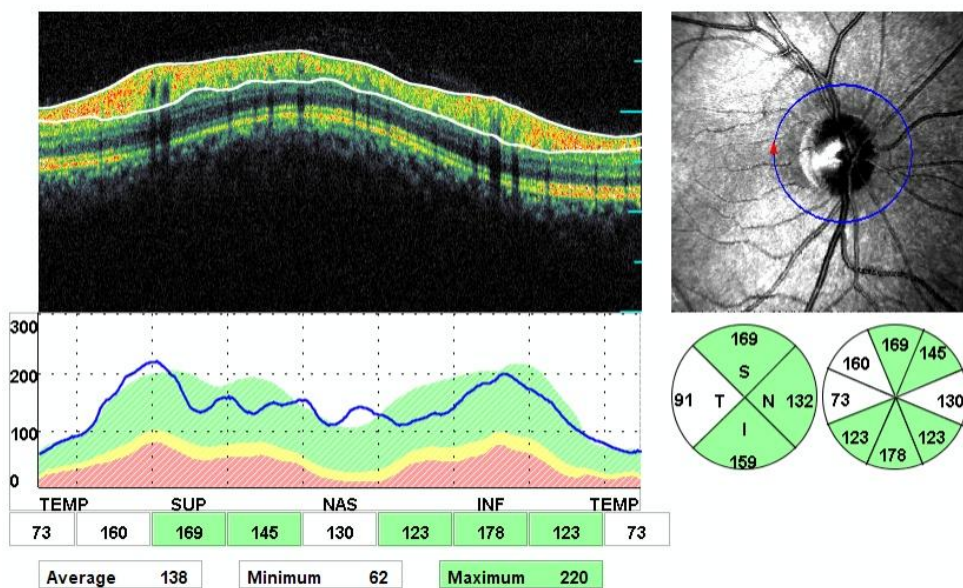 300
200
100
0
TEMP SUP NAS INF TEMP
73 160 169 145 130 123 178 123 73
Average 138 Minimum 62 Maximum 220
169
S
91 T N 132
I
159
169 145
160
73 130
123 123
178